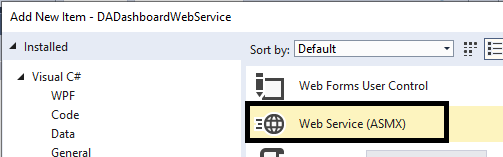 Add New Item - DADashboardWebService
Installed
Sort by: Default
Visual C#
WPF
Code
Data
General
Web Forms User Control
Web Service (ASMX)